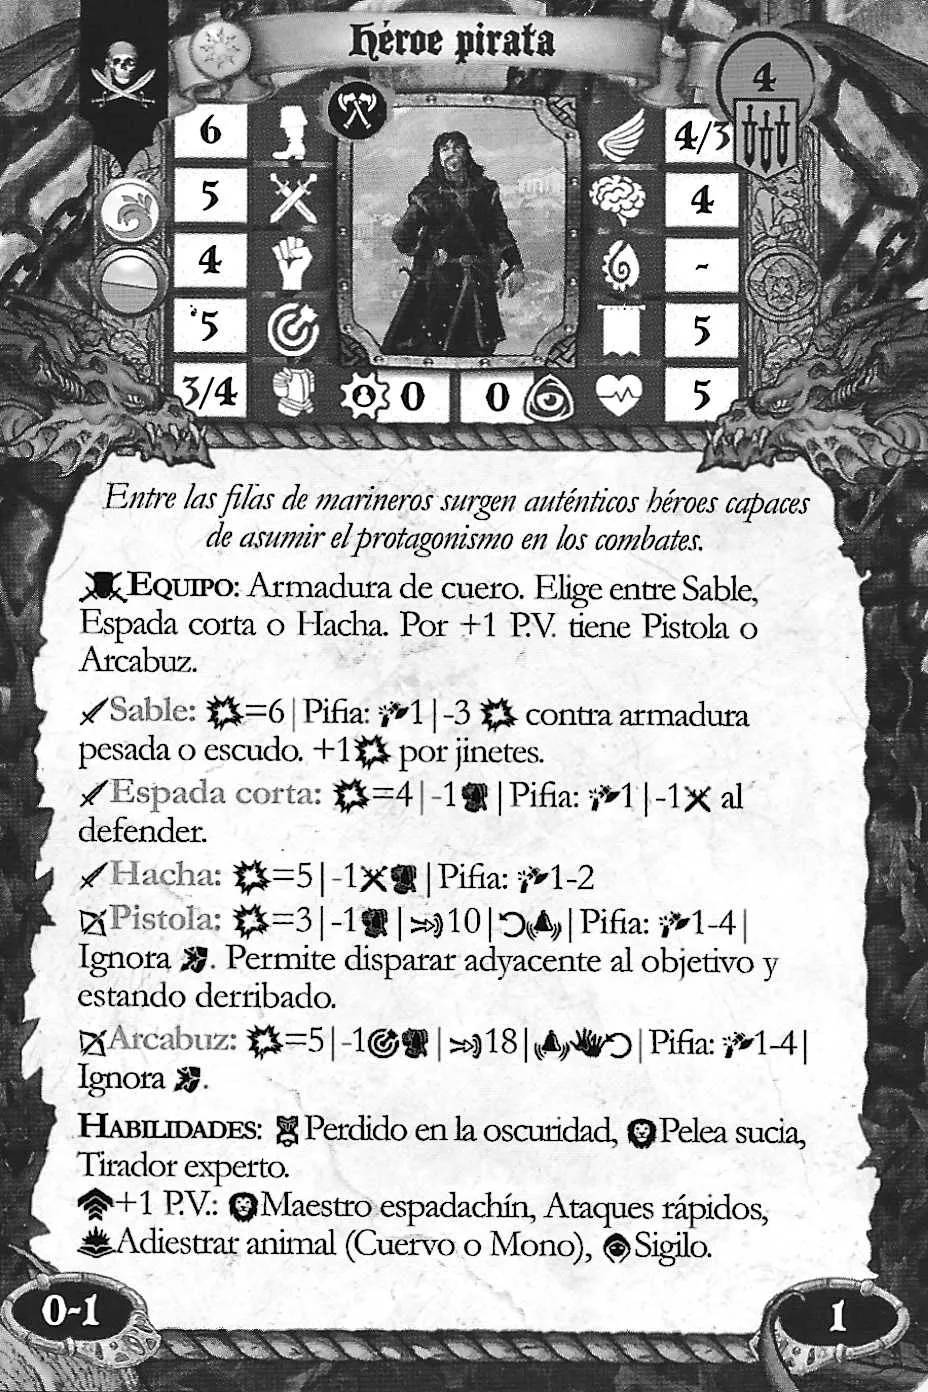 Héroe pirata
4
6
4/3
5
4
4
-
5
5
3/4
0
0
5
Entre las filas de marineros surgen auténticos héroes capaces
de asumir el protagonismo en los combates.
EQUIPO: Armadura de cuero. Elige entre Sable,
Espada corta o Hacha. Por +1 P.V. tiene Pistola o
Arcabuz.
Sable: =6| Pifia: 1| -3 contra armadura
pesada o escudo. +1 por jinetes.
Espada corta: =4| -1 | Pifia: 1 | -1 al
defender.
Hacha: =5| -1 | Pifia: 1-2
Pistola: =3| -1 | 10| | Pifia: 1-4|
Ignora . Permite disparar adyacente al objetivo y
estando derribado.
Arcabuz: =5| -1 | 18| | Pifia: 1-4|
Ignora .
HABILIDADES: Perdido en la oscuridad, Pelea sucia,
Tirador experto.
+1 P.V.: Maestro espadachín, Ataques rápidos,
Adiestrar animal (Cuervo o Mono), Sigilo.
0-1
1